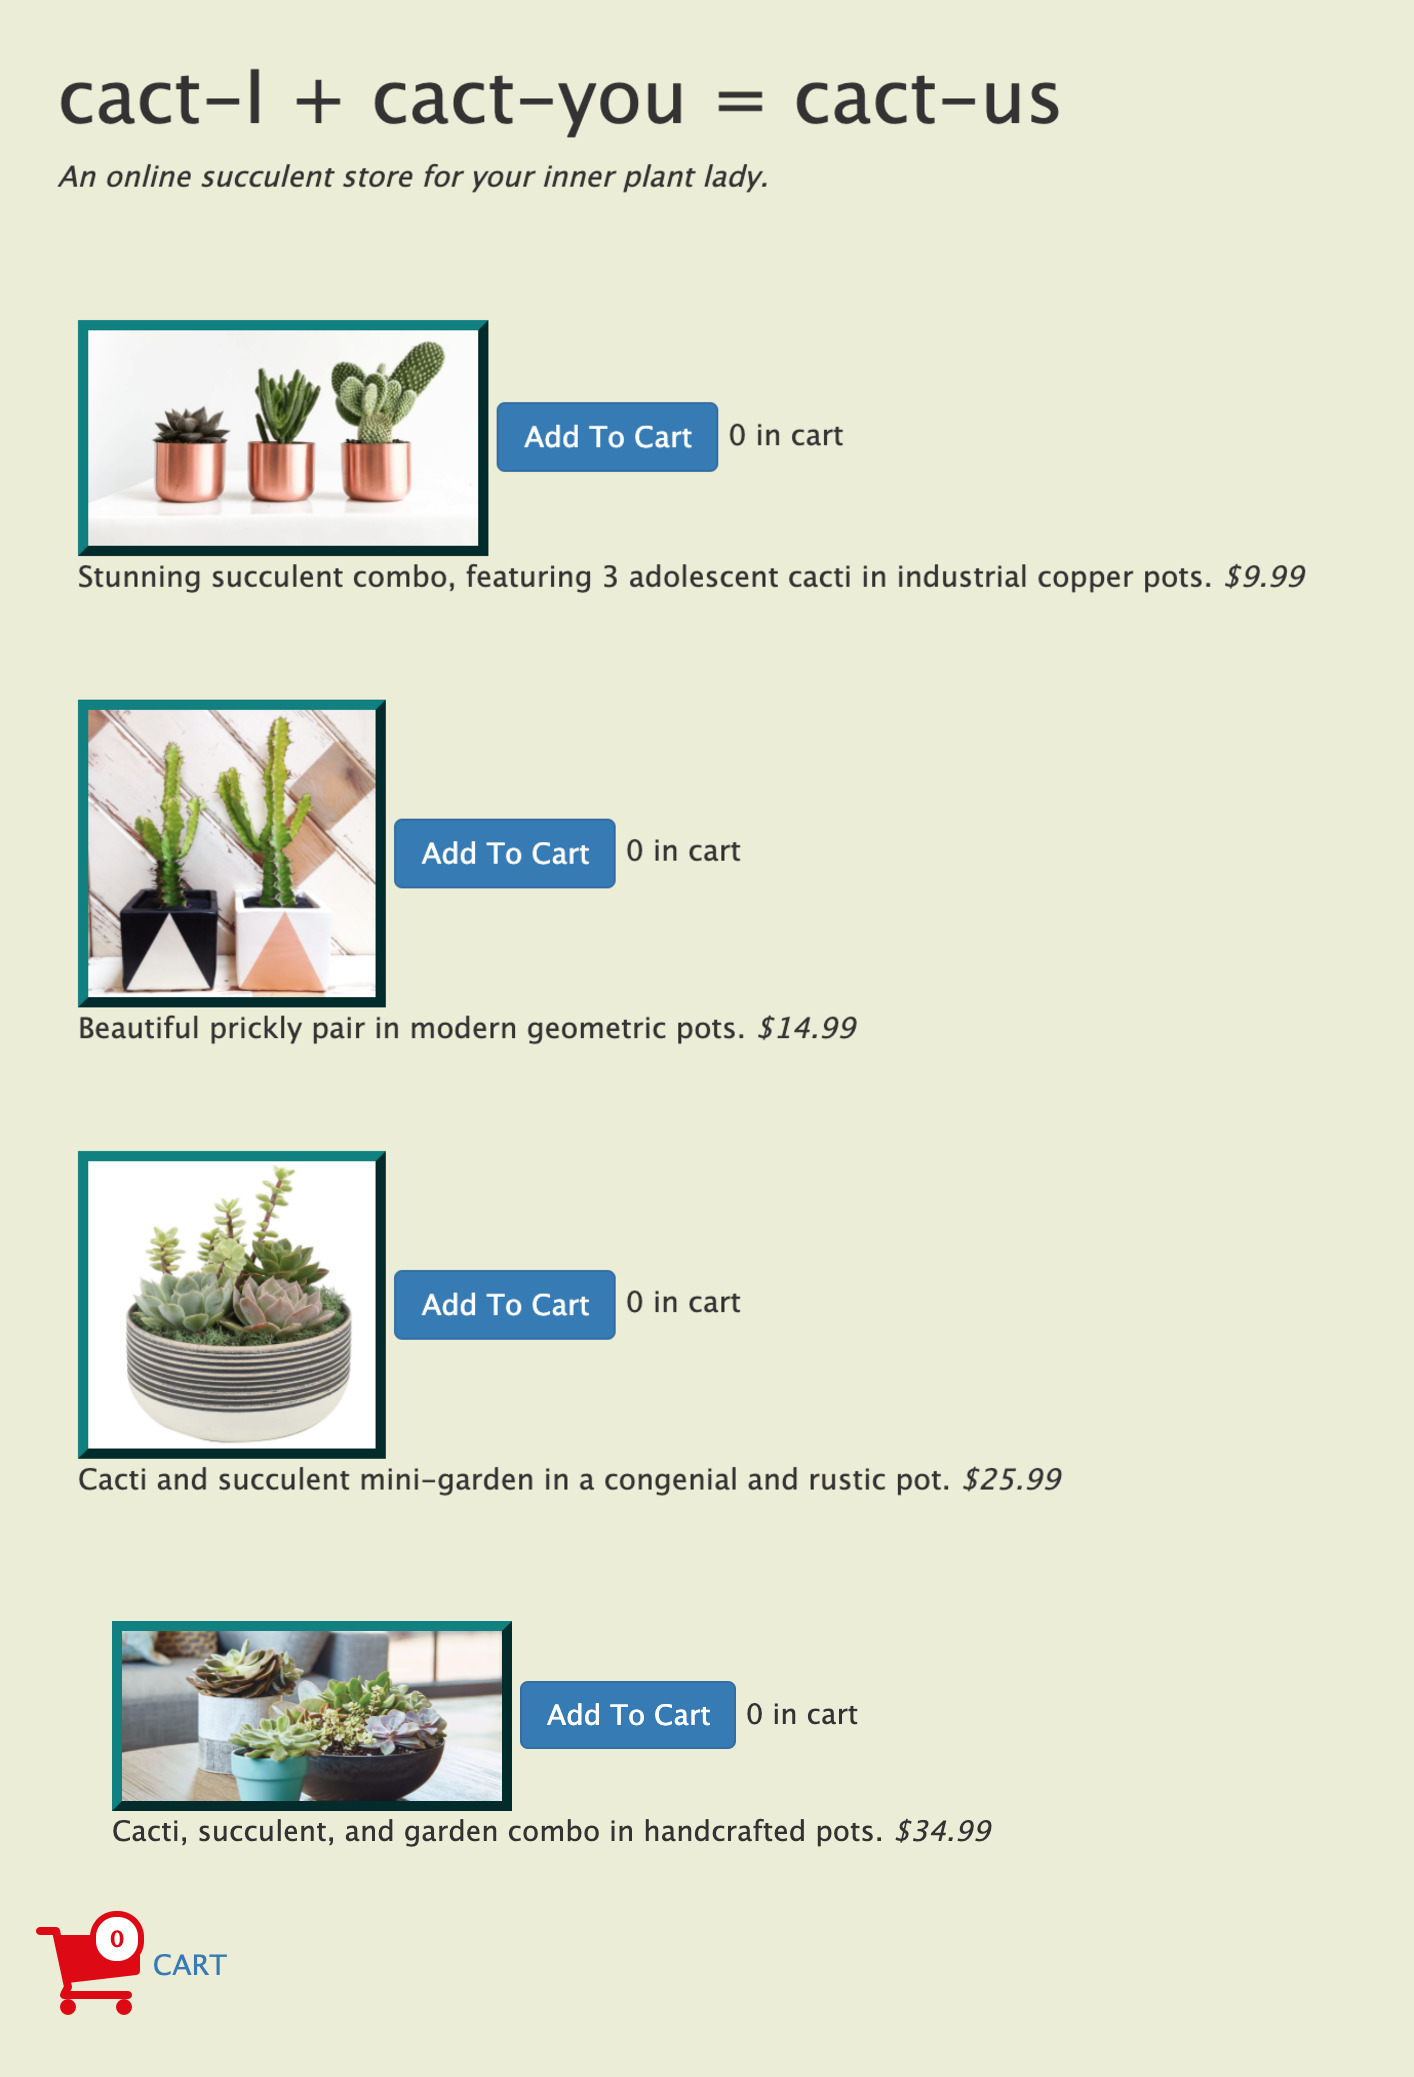 cact-I + cact-you = cact-us
An online succulent store for your inner plant lady.
Add To Cart 0 in cart
Stunning succulent combo, featuring 3 adolescent cacti in industrial copper pots. $9.99
Add To Cart 0 in cart
Beautiful prickly pair in modern geometric pots. $14.99
Add To Cart 0 in cart
Cacti and succulent mini-garden in a congenial and rustic pot. $25.99
Add To Cart 0 in cart
Cacti, succulent, and garden combo in handcrafted pots. $34.99
0
CART